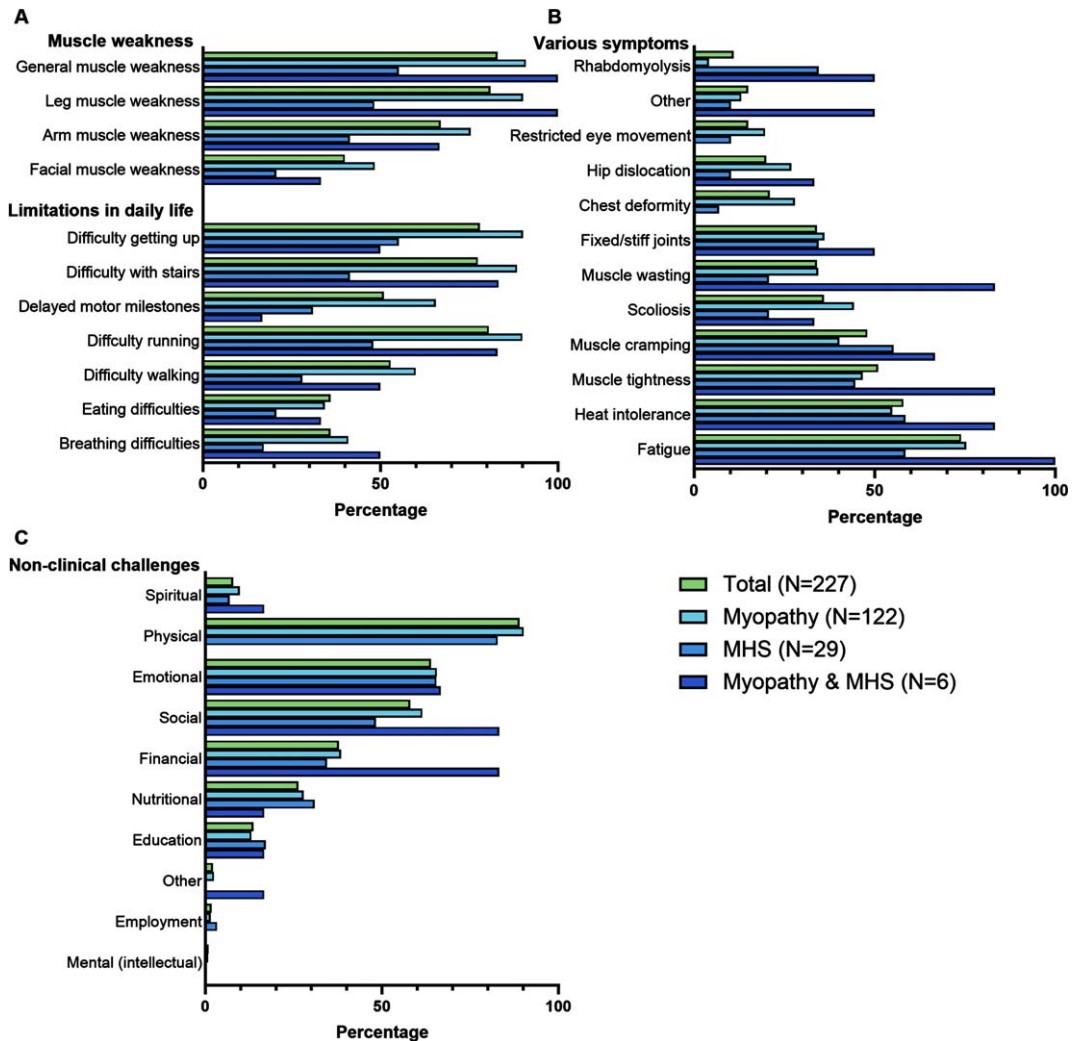 A
Muscle weakness
General muscle weakness
Leg muscle weakness
Arm muscle weakness
Facial muscle weakness
Limitations in daily life
Difficulty getting up
Difficulty with stairs
Delayed motor milestones
Diffculty running
Difficulty walking
Eating difficulties
Breathing difficulties
0 50 100
Percentage
B
Various symptoms
Rhabdomyolysis
Other
Restricted eye movement
Hip dislocation
Chest deformity
Fixed/stiff joints
Muscle wasting
Scoliosis
Muscle cramping
Muscle tightness
Heat intolerance
Fatigue
0 50 100
Percentage
C
Non-clinical challenges
Spiritual
Physical
Emotional
Social
Financial
Nutritional
Education
Other
Employment
Mental (intellectual)
0 50 100
Percentage
Total (N=227)
Myopathy (N=122)
MHS (N=29)
Myopathy & MHS (N=6)